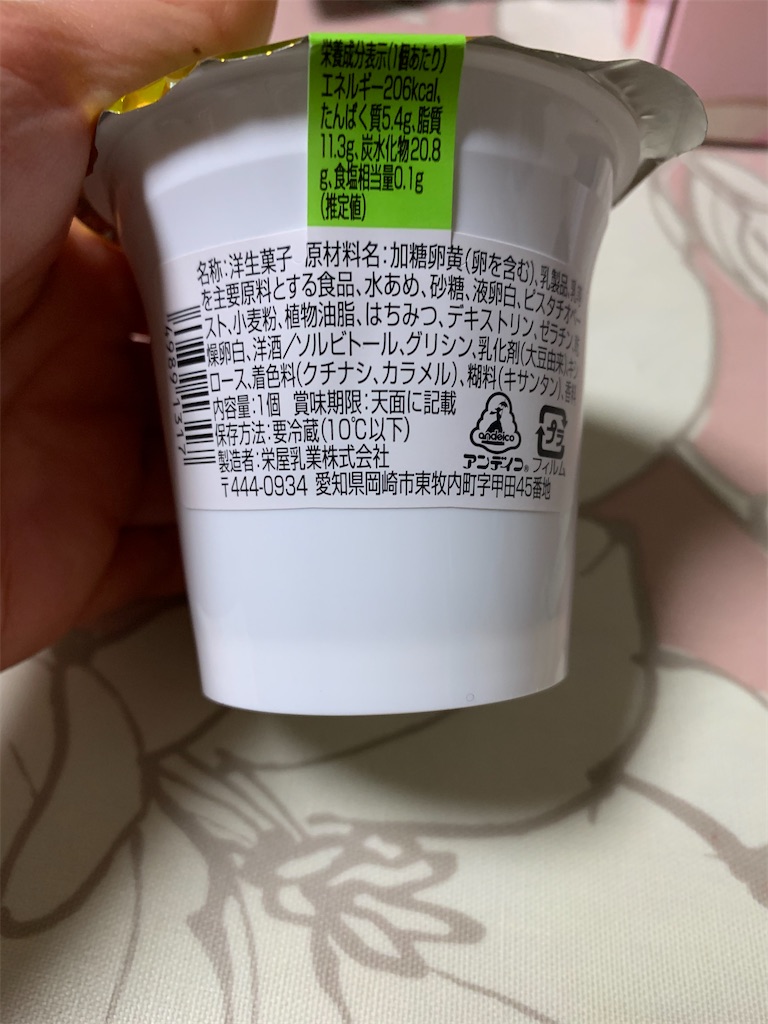 栄養成分表示(1個あたり)
エネルギー206kcal、
たんぱく質5.4g、脂質
11.3g、炭水化物20.8
g、食塩相当量0.1g
(推定値)
名称:洋生菓子 原材料名:加糖卵黄(卵を含む)、乳製品、乳
を主要原料とする食品、水あめ、砂糖、液卵白、ピスタチオペー
スト、小麦粉、植物油脂、はちみつ、デキストリン、ゼラチン、
燥卵白、洋酒/ソルビトール、グリシン、乳化剤(大豆由来)、
ロース、着色料(クチナシ、カラメル)、糊料(キサンタン)、香料
内容量:1個 賞味期限:天面に記載
保存方法:要冷蔵(10℃以下)
製造者:栄屋乳業株式会社
〒444-0934 愛知県岡崎市東牧内町字甲田45番地
andeico
アンデイコ®
プラ
フィルム
49891317